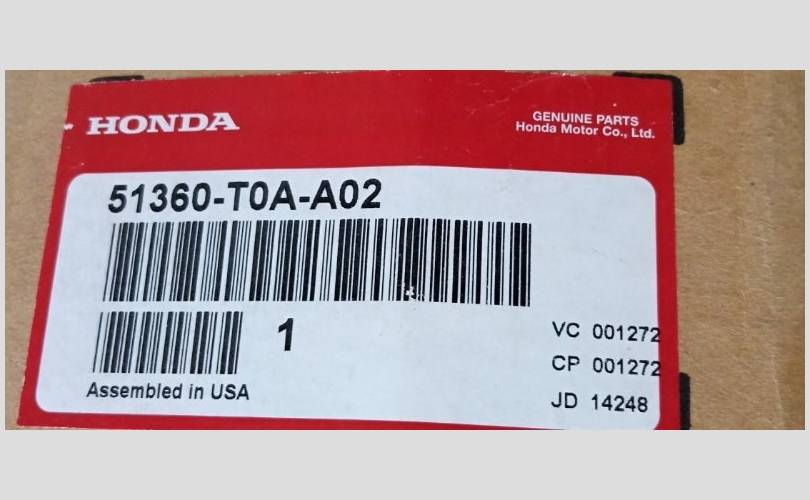 HONDA
GENUINE PARTS
Honda Motor Co., Ltd.
51360-T0A-A02
1
VC 001272
CP 001272
Assembled in USA
JD 14248